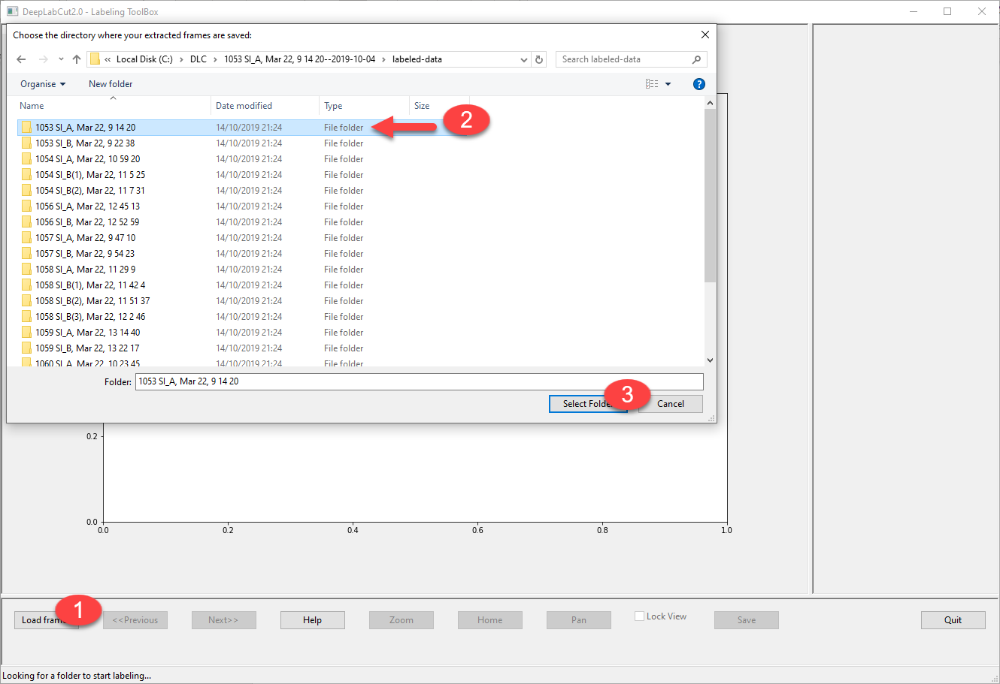 DeepLabCut2.0 - Labeling ToolBox
Choose the directory where your extracted frames are saved:
« Local Disk (C:) › DLC › 1053 SI_A, Mar 22, 9 14 20--2019-10-04 › labeled-data
Search labeled-data
Organise New folder
?
Name Date modified Type Size
1053 SI_A, Mar 22, 9 14 20 14/10/2019 21:24 File folder
2
1053 SI_B, Mar 22, 9 22 38 14/10/2019 21:24 File folder
1054 SI_A, Mar 22, 10 59 20 14/10/2019 21:24 File folder
1054 SI_B(1), Mar 22, 11 5 25 14/10/2019 21:24 File folder
1054 SI_B(2), Mar 22, 11 7 31 14/10/2019 21:24 File folder
1056 SI_A, Mar 22, 12 45 13 14/10/2019 21:24 File folder
1056 SI_B, Mar 22, 12 52 59 14/10/2019 21:24 File folder
1057 SI_A, Mar 22, 9 47 10 14/10/2019 21:24 File folder
1057 SI_B, Mar 22, 9 54 23 14/10/2019 21:24 File folder
1058 SI_A, Mar 22, 11 29 9 14/10/2019 21:24 File folder
1058 SI_B(1), Mar 22, 11 42 4 14/10/2019 21:24 File folder
1058 SI_B(2), Mar 22, 11 51 37 14/10/2019 21:24 File folder
1058 SI_B(3), Mar 22, 12 2 46 14/10/2019 21:24 File folder
1059 SI_A, Mar 22, 13 14 40 14/10/2019 21:24 File folder
1059 SI_B, Mar 22, 13 22 17 14/10/2019 21:24 File folder
1060 SI_A, Mar 22, 10 23 45 14/10/2019 21:24 File folder
Folder: 1053 SI_A, Mar 22, 9 14 20
Select Folder 3 Cancel
0.2
0.0
0.0 0.2 0.4 0.6 0.8 1.0
1
Load frame <<Previous Next>> Help Zoom Home Pan Lock View Save Quit
Looking for a folder to start labeling...